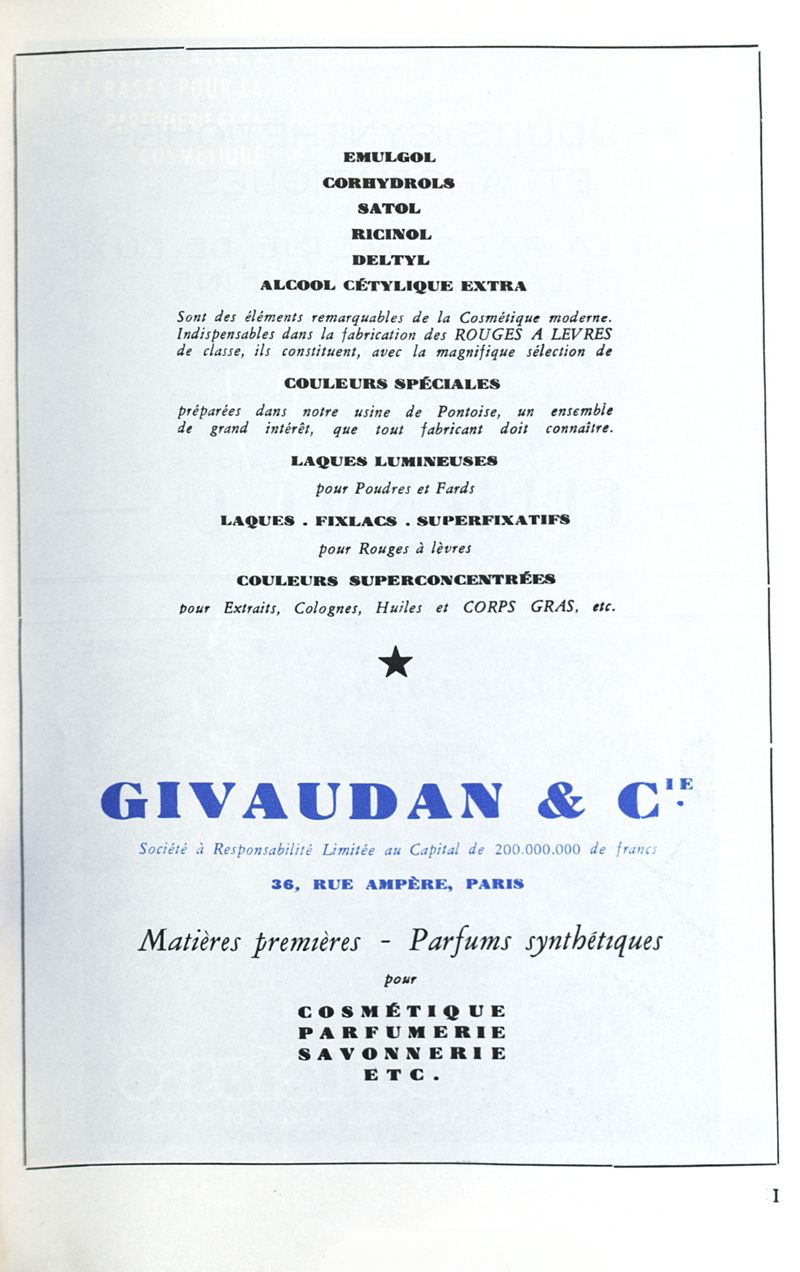 EMULGOL
CORHYDROLS
SATOL
RICINOL
DELTYL
ALCOOL CÉTYLIQUE EXTRA
Sont des éléments remarquables de la Cosmétique moderne.
Indispensables dans la fabrication des ROUGES A LEVRES
de classe, ils constituent, avec la magnifique sélection de
COULEURS SPÉCIALES
préparées dans notre usine de Pontoise, un ensemble
de grand intérêt, que tout fabricant doit connaître.
LAQUES LUMINEUSES
pour Poudres et Fards
LAQUES . FIXLACS . SUPERFIXATIFS
pour Rouges à lèvres
COULEURS SUPERCONCENTRÉES
pour Extraits, Colognes, Huiles et CORPS GRAS, etc.
GIVAUDAN & CIE.
Société à Responsabilité Limitée au Capital de 200.000.000 de francs
36, RUE AMPÈRE, PARIS
Matières premières - Parfums synthétiques
pour
COSMÉTIQUE
PARFUMERIE
SAVONNERIE
ETC.
I